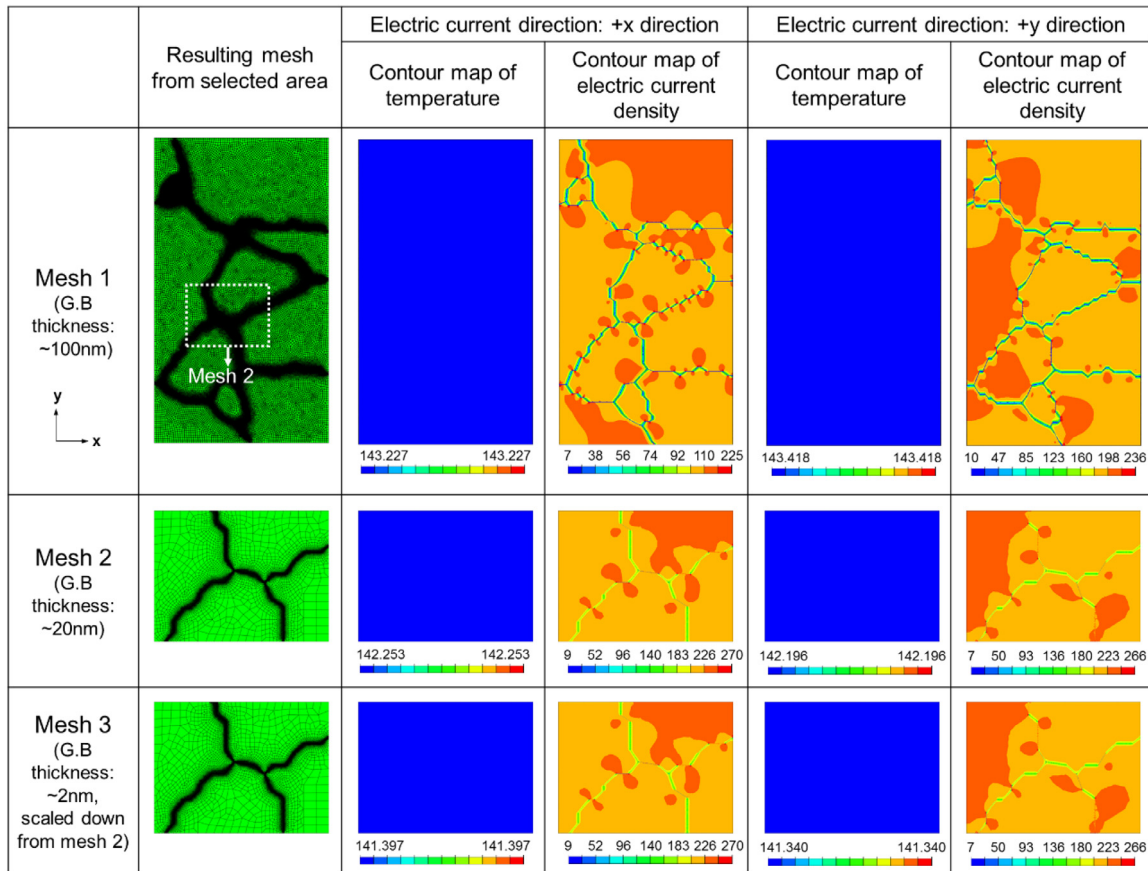 Electric current direction: +x direction
Electric current direction: +y direction
Resulting mesh
from selected area
Contour map of
temperature
Contour map of
electric current
density
Contour map of
temperature
Contour map of
electric current
density
Mesh 1
(G.B
thickness:
~100nm)
y
x
Mesh 2
143.227 143.227
7 38 56 74 92 110 225
143.418 143.418
10 47 85 123 160 198 236
Mesh 2
(G.B
thickness:
~20nm)
142.253 142.253
9 52 96 140 183 226 270
142.196 142.196
7 50 93 136 180 223 266
Mesh 3
(G.B
thickness:
~2nm,
scaled down
from mesh 2)
141.397 141.397
9 52 96 140 183 226 270
141.340 141.340
7 50 93 136 180 223 266